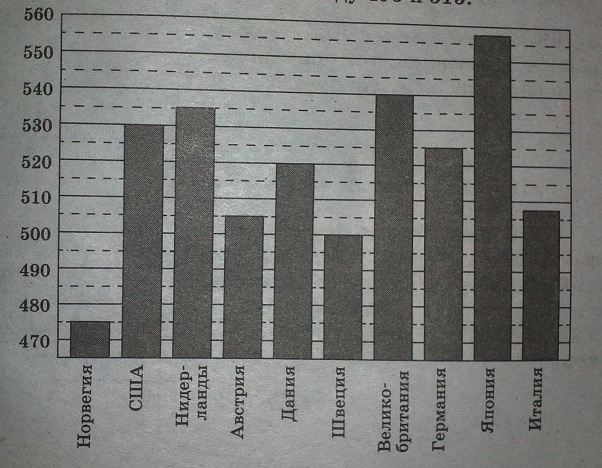 560
550
540
530
520
510
500
490
480
470
Норвегия
США
Нидер-
ланды
Австрия
Дания
Швеция
Велико-
британия
Германия
Япония
Италия